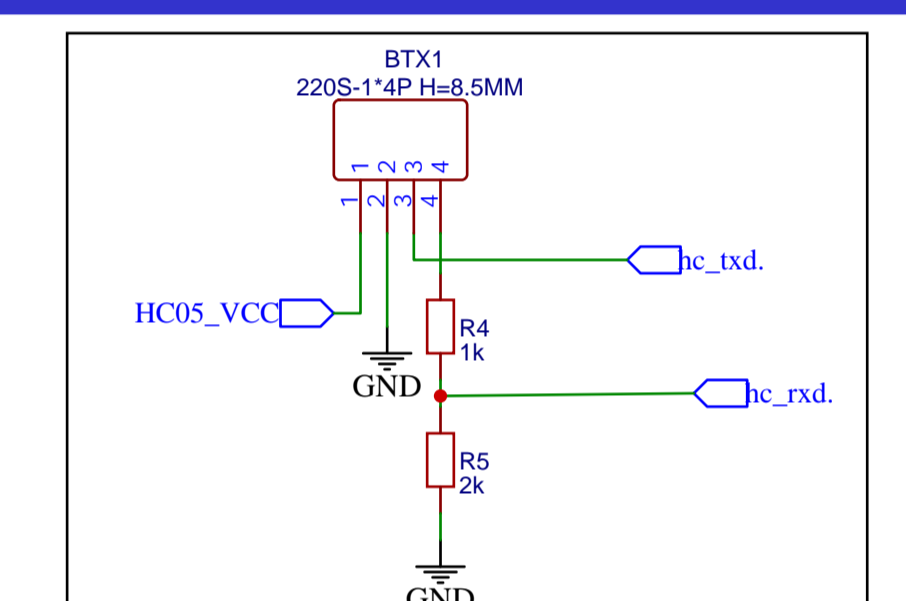 BTX1
220S-1*4P H=8.5MM
1 2 3 4
1 2 3 4
hc_txd.
HC05_VCC
R4
1k
GND
hc_rxd.
R5
2k
GND